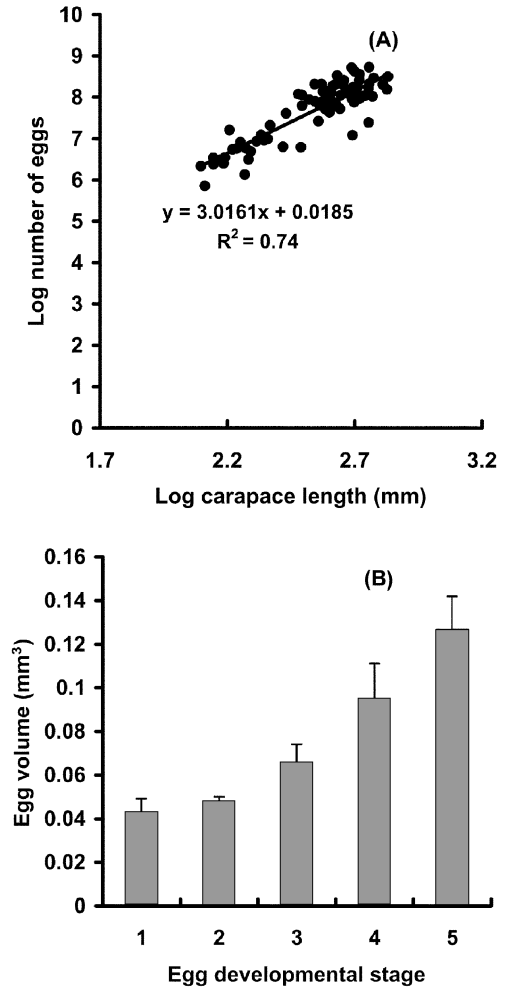 (A)
10
9
8
7
6
5
4
3
2
1
0
Log number of eggs
y = 3.0161x + 0.0185
R² = 0.74
1.7 2.2 2.7 3.2
Log carapace length (mm)
(B)
0.16
0.14
0.12
0.1
0.08
0.06
0.04
0.02
0
Egg volume (mm³)
1 2 3 4 5
Egg developmental stage